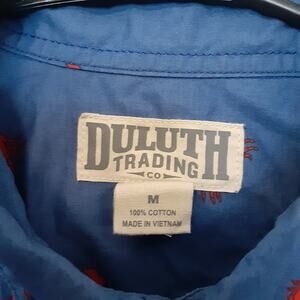 DULUTH
TRADING
CO
M
100% COTTON
MADE IN VIETNAM